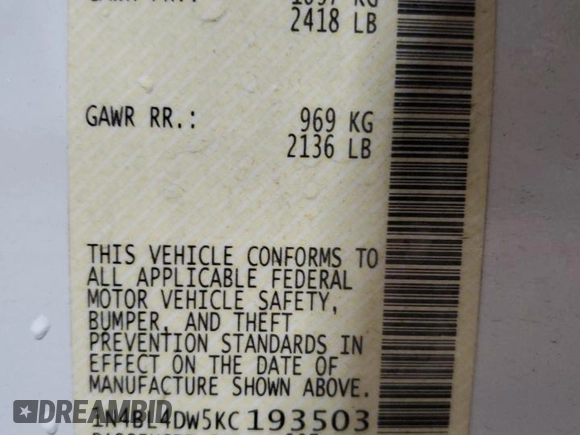 2418 LB
GAWR RR.: 969 KG
2136 LB
THIS VEHICLE CONFORMS TO
ALL APPLICABLE FEDERAL
MOTOR VEHICLE SAFETY,
BUMPER, AND THEFT
PREVENTION STANDARDS IN
EFFECT ON THE DATE OF
MANUFACTURE SHOWN ABOVE.
1N4BL4DW5KC193503
DREAMBID